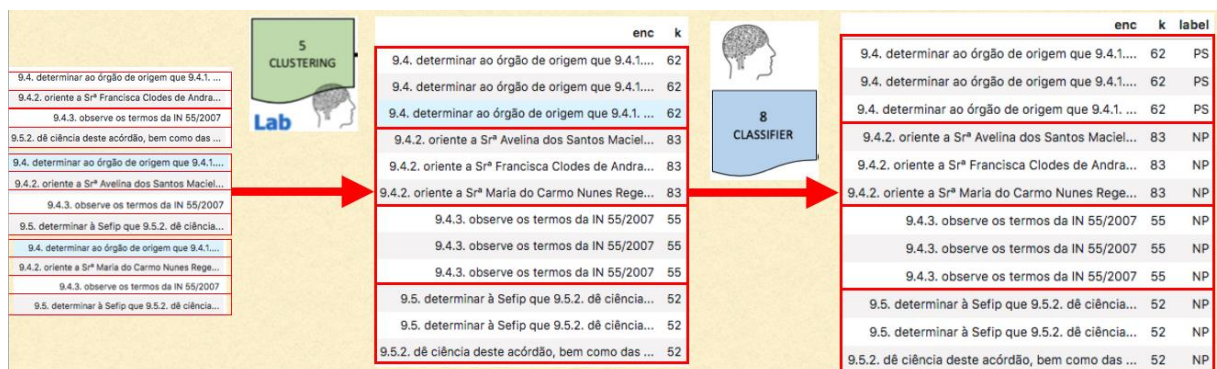 9.4. determinar ao órgão de origem que 9.4.1. ...
9.4.2. oriente a Srª Francisca Clodes de Andra...
9.4.3. observe os termos da IN 55/2007
9.5.2. dê ciência deste acórdão, bem como das ...
9.4. determinar ao órgão de origem que 9.4.1....
9.4.2. oriente a Srª Avelina dos Santos Maciel...
9.4.3. observe os termos da IN 55/2007
9.5. determinar à Sefip que 9.5.2. dê ciência...
9.4. determinar ao órgão de origem que 9.4.1....
9.4.2. oriente a Srª Maria do Carmo Nunes Rege...
9.4.3. observe os termos da IN 55/2007
9.5. determinar à Sefip que 9.5.2. dê ciência...
5
CLUSTERING
Lab
enc k
9.4. determinar ao órgão de origem que 9.4.1.... 62
9.4. determinar ao órgão de origem que 9.4.1.... 62
9.4. determinar ao órgão de origem que 9.4.1. ... 62
9.4.2. oriente a Srª Avelina dos Santos Maciel... 83
9.4.2. oriente a Srª Francisca Clodes de Andra... 83
9.4.2. oriente a Srª Maria do Carmo Nunes Rege... 83
9.4.3. observe os termos da IN 55/2007 55
9.4.3. observe os termos da IN 55/2007 55
9.4.3. observe os termos da IN 55/2007 55
9.5. determinar à Sefip que 9.5.2. dê ciência... 52
9.5. determinar à Sefip que 9.5.2. dê ciência... 52
9.5.2. dê ciência deste acórdão, bem como das ... 52
8
CLASSIFIER
enc k label
9.4. determinar ao órgão de origem que 9.4.1.... 62 PS
9.4. determinar ao órgão de origem que 9.4.1.... 62 PS
9.4. determinar ao órgão de origem que 9.4.1. ... 62 PS
9.4.2. oriente a Srª Avelina dos Santos Maciel... 83 NP
9.4.2. oriente a Srª Francisca Clodes de Andra... 83 NP
9.4.2. oriente a Srª Maria do Carmo Nunes Rege... 83 NP
9.4.3. observe os termos da IN 55/2007 55 NP
9.4.3. observe os termos da IN 55/2007 55 NP
9.4.3. observe os termos da IN 55/2007 55 NP
9.5. determinar à Sefip que 9.5.2. dê ciência... 52 NP
9.5. determinar à Sefip que 9.5.2. dê ciência... 52 NP
9.5.2. dê ciência deste acórdão, bem como das ... 52 NP